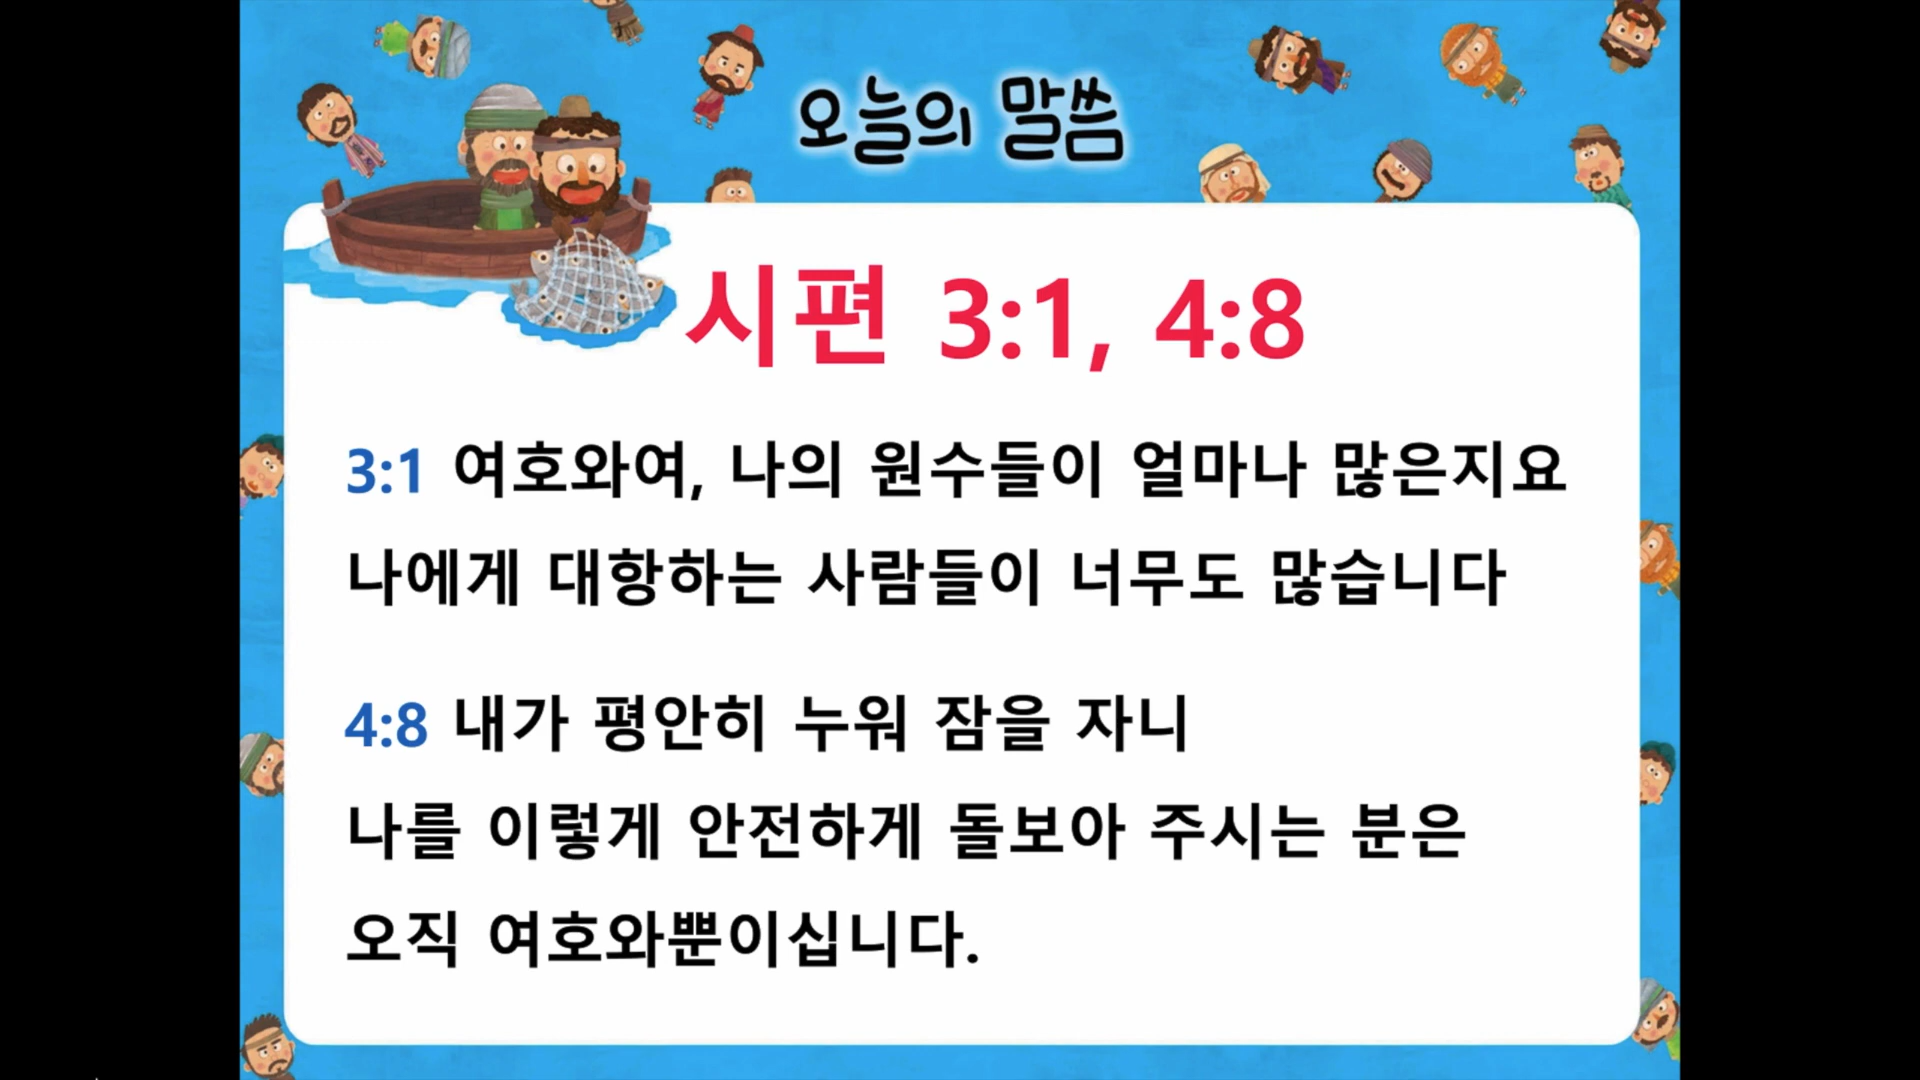 오늘의 말씀
시편 3:1, 4:8
3:1 여호와여, 나의 원수들이 얼마나 많은지요
나에게 대항하는 사람들이 너무도 많습니다
4:8 내가 평안히 누워 잠을 자니
나를 이렇게 안전하게 돌보아 주시는 분은
오직 여호와뿐이십니다.